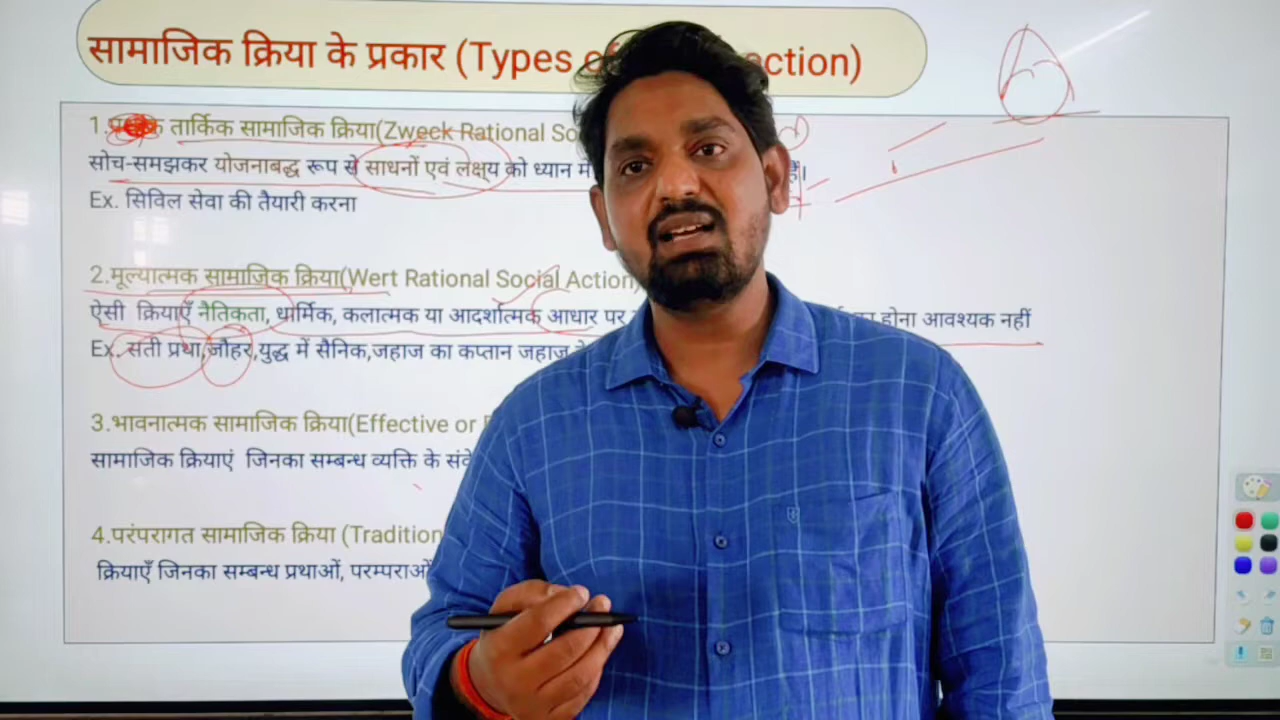 सामाजिक क्रिया के प्रकार (Types of action)
1. तार्किक सामाजिक क्रिया(Zweck Rational So
सोच-समझकर योजनाबद्ध रूप से साधनों एवं लक्ष्य को ध्यान में हैं।
Ex. सिविल सेवा की तैयारी करना
2.मूल्यात्मक सामाजिक क्रिया(Wert Rational Social Action)
ऐसी क्रियाएँ नैतिकता, धार्मिक, कलात्मक या आदर्शात्मक आधार पर का होना आवश्यक नहीं
Ex. सती प्रथा,जौहर,युद्ध में सैनिक,जहाज का कप्तान जहाज
3.भावनात्मक सामाजिक क्रिया(Effective or
सामाजिक क्रियाएं जिनका सम्बन्ध व्यक्ति के संवे
4.परंपरागत सामाजिक क्रिया (Tradition
क्रियाएँ जिनका सम्बन्ध प्रथाओं, परम्पराओं